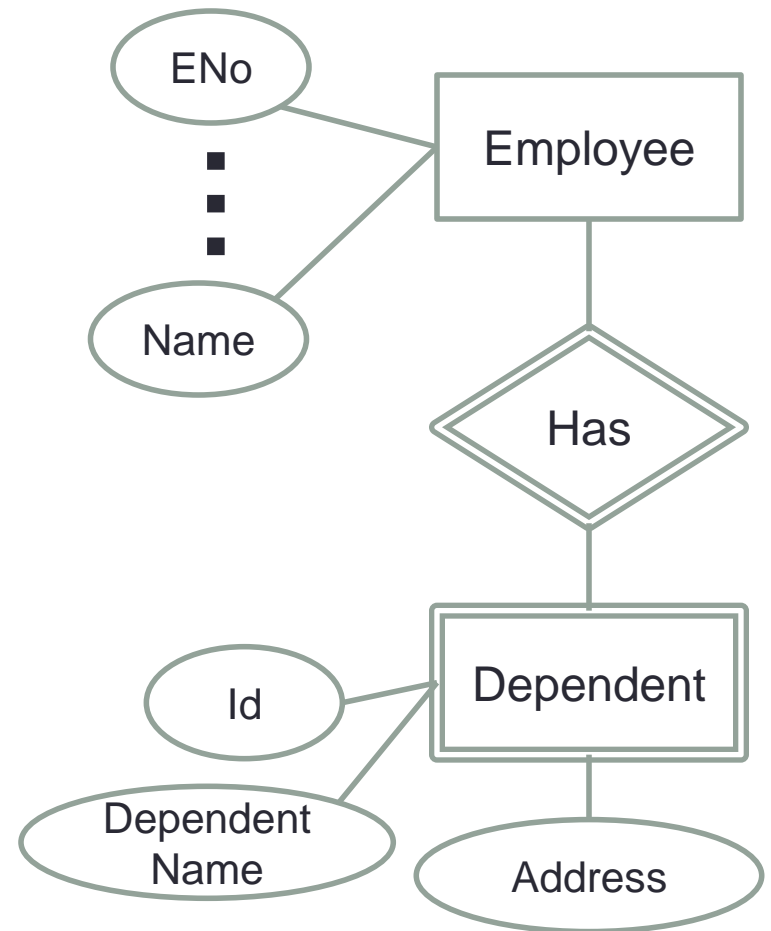 ENo
Employee
Name
Has
Dependent
Id
Dependent
Name
Address